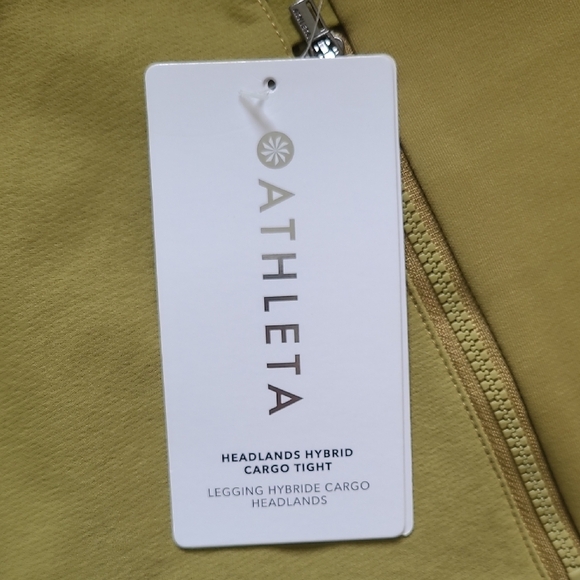 ATHLETA
HEADLANDS HYBRID
CARGO TIGHT
LEGGING HYBRIDE CARGO
HEADLANDS